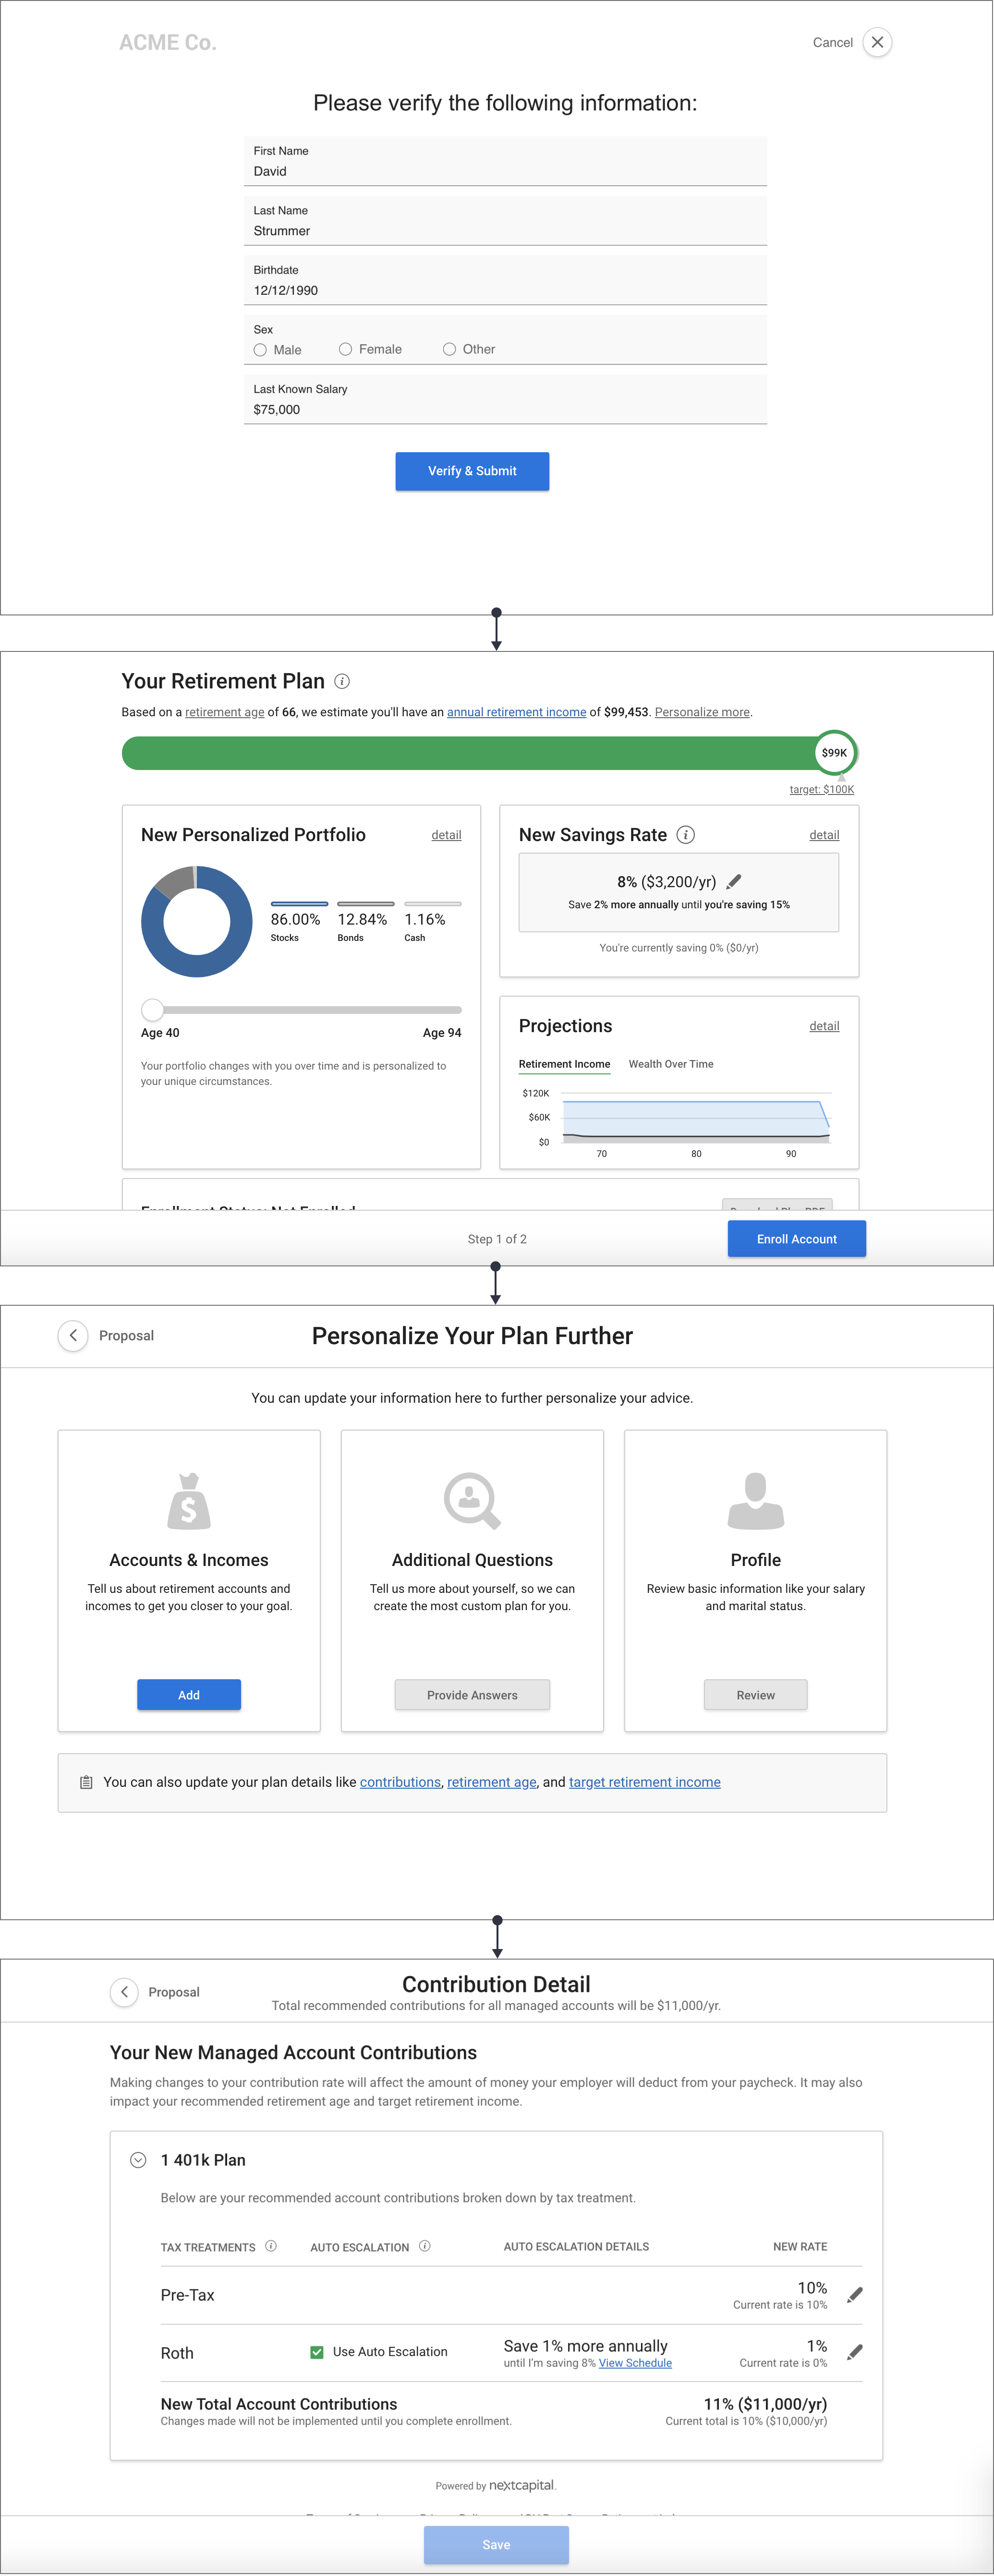 ACME Co.
Cancel
Please verify the following information:
First Name
David
Last Name
Strummer
Birthdate
12/12/1990
Sex
Male Female Other
Last Known Salary
$75,000
Verify & Submit
Your Retirement Plan
Based on a retirement age of 66, we estimate you'll have an annual retirement income of $99,453. Personalize more.
$99K
target: $100K
New Personalized Portfolio detail
86.00% 12.84% 1.16%
Stocks Bonds Cash
Age 40 Age 94
Your portfolio changes with you over time and is personalized to
your unique circumstances.
New Savings Rate detail
8% ($3,200/yr)
Save 2% more annually until you're saving 15%
You're currently saving 0% ($0/yr)
Projections detail
Retirement Income Wealth Over Time
$120K
$60K
$0
70 80 90
Enrollment Status: Not Enrolled
Step 1 of 2 Enroll Account
Proposal
Personalize Your Plan Further
You can update your information here to further personalize your advice.
Accounts & Incomes
Tell us about retirement accounts and
incomes to get you closer to your goal.
Add
Additional Questions
Tell us more about yourself, so we can
create the most custom plan for you.
Provide Answers
Profile
Review basic information like your salary
and marital status.
Review
You can also update your plan details like contributions, retirement age, and target retirement income
Proposal
Contribution Detail
Total recommended contributions for all managed accounts will be $11,000/yr.
Your New Managed Account Contributions
Making changes to your contribution rate will affect the amount of money your employer will deduct from your paycheck. It may also
impact your recommended retirement age and target retirement income.
1 401k Plan
Below are your recommended account contributions broken down by tax treatment.
TAX TREATMENTS AUTO ESCALATION AUTO ESCALATION DETAILS NEW RATE
Pre-Tax 10%
Current rate is 10%
Roth Use Auto Escalation Save 1% more annually 1%
until I'm saving 8% View Schedule Current rate is 0%
New Total Account Contributions 11% ($11,000/yr)
Changes made will not be implemented until you complete enrollment. Current total is 10% ($10,000/yr)
Powered by nextcapital.
Save